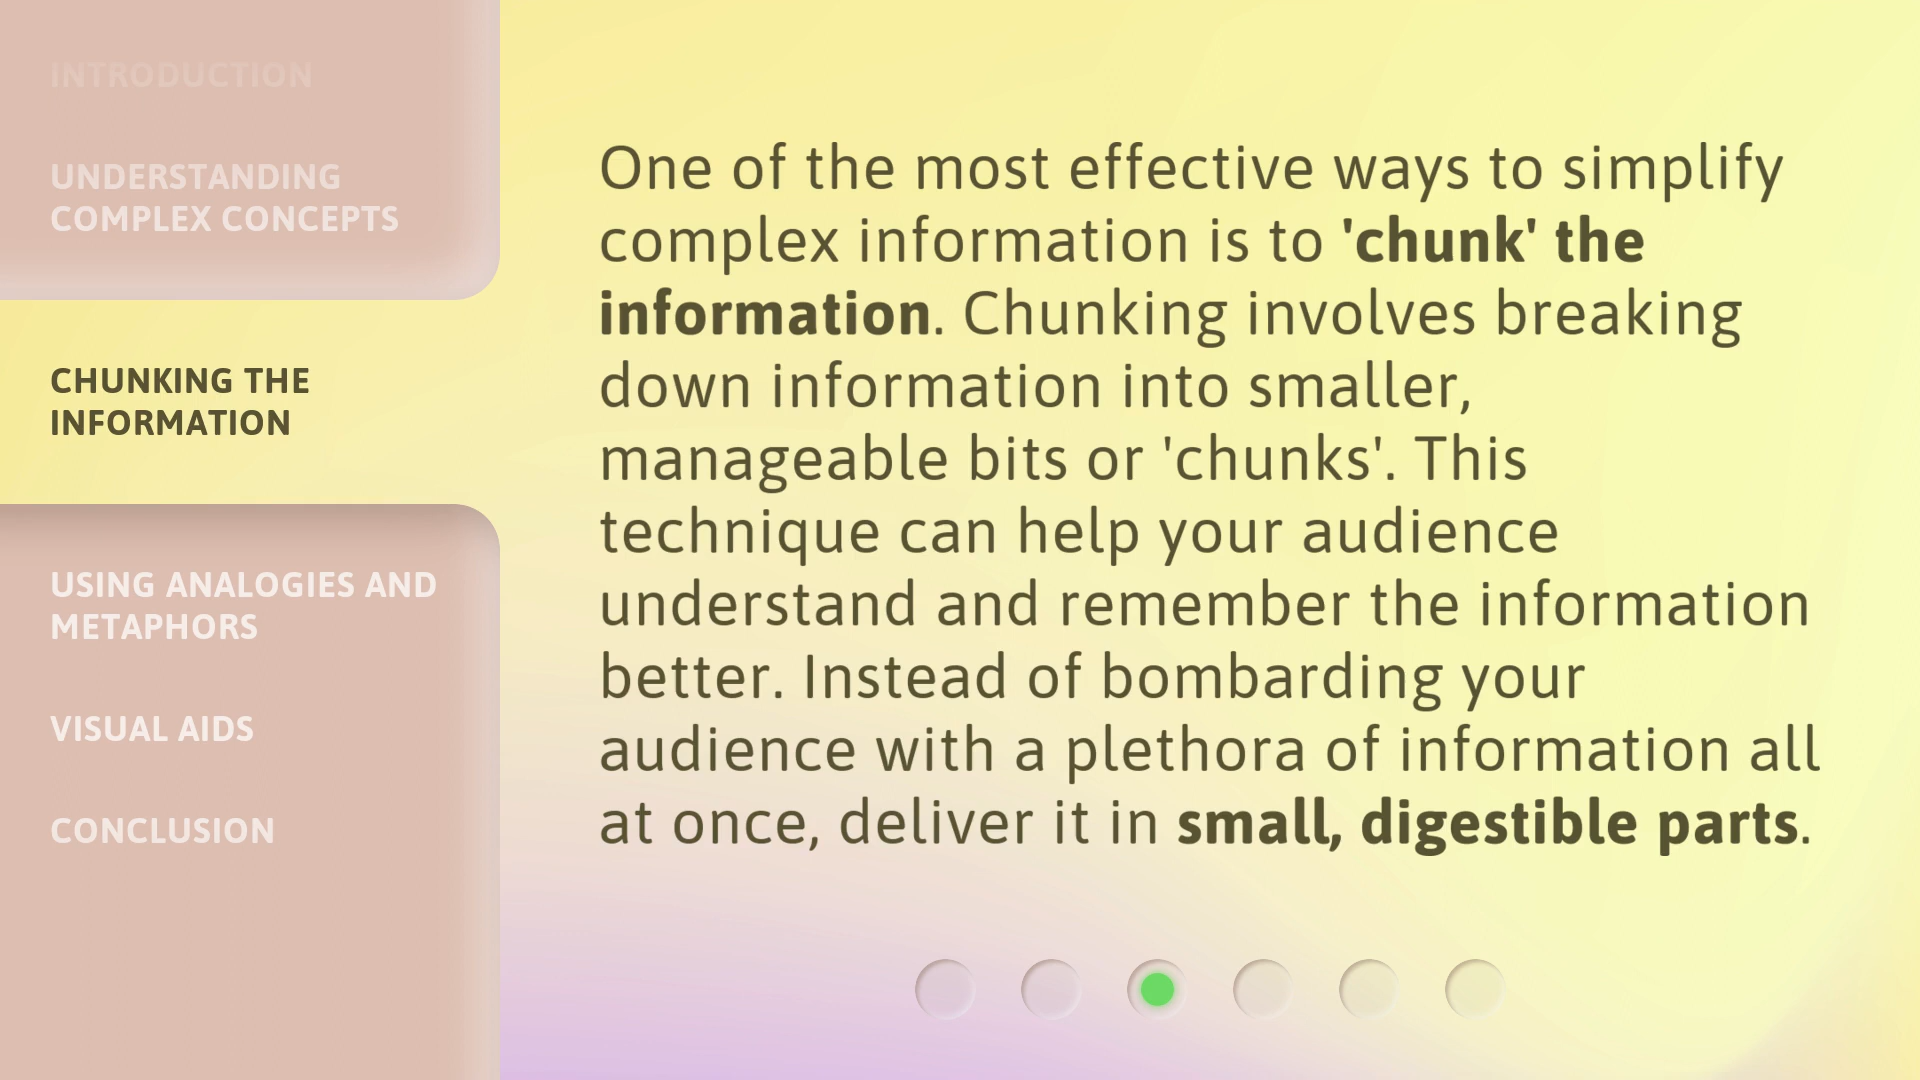 INTRODUCTION
UNDERSTANDING
COMPLEX CONCEPTS
CHUNKING THE
INFORMATION
USING ANALOGIES AND
METAPHORS
VISUAL AIDS
CONCLUSION
One of the most effective ways to simplify
complex information is to 'chunk' the
information. Chunking involves breaking
down information into smaller,
manageable bits or 'chunks'. This
technique can help your audience
understand and remember the information
better. Instead of bombarding your
audience with a plethora of information all
at once, deliver it in small, digestible parts.